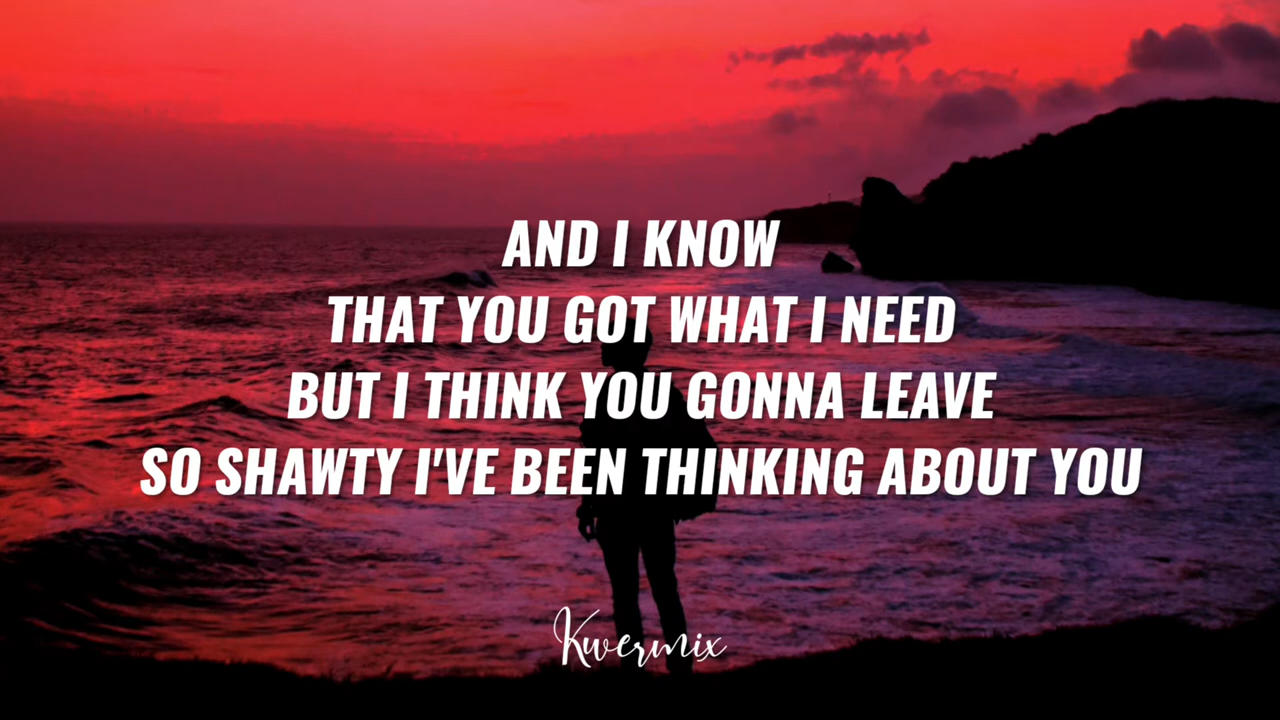 AND I KNOW
THAT YOU GOT WHAT I NEED
BUT I THINK YOU GONNA LEAVE
SO SHAWTY I'VE BEEN THINKING ABOUT YOU
Kwermix